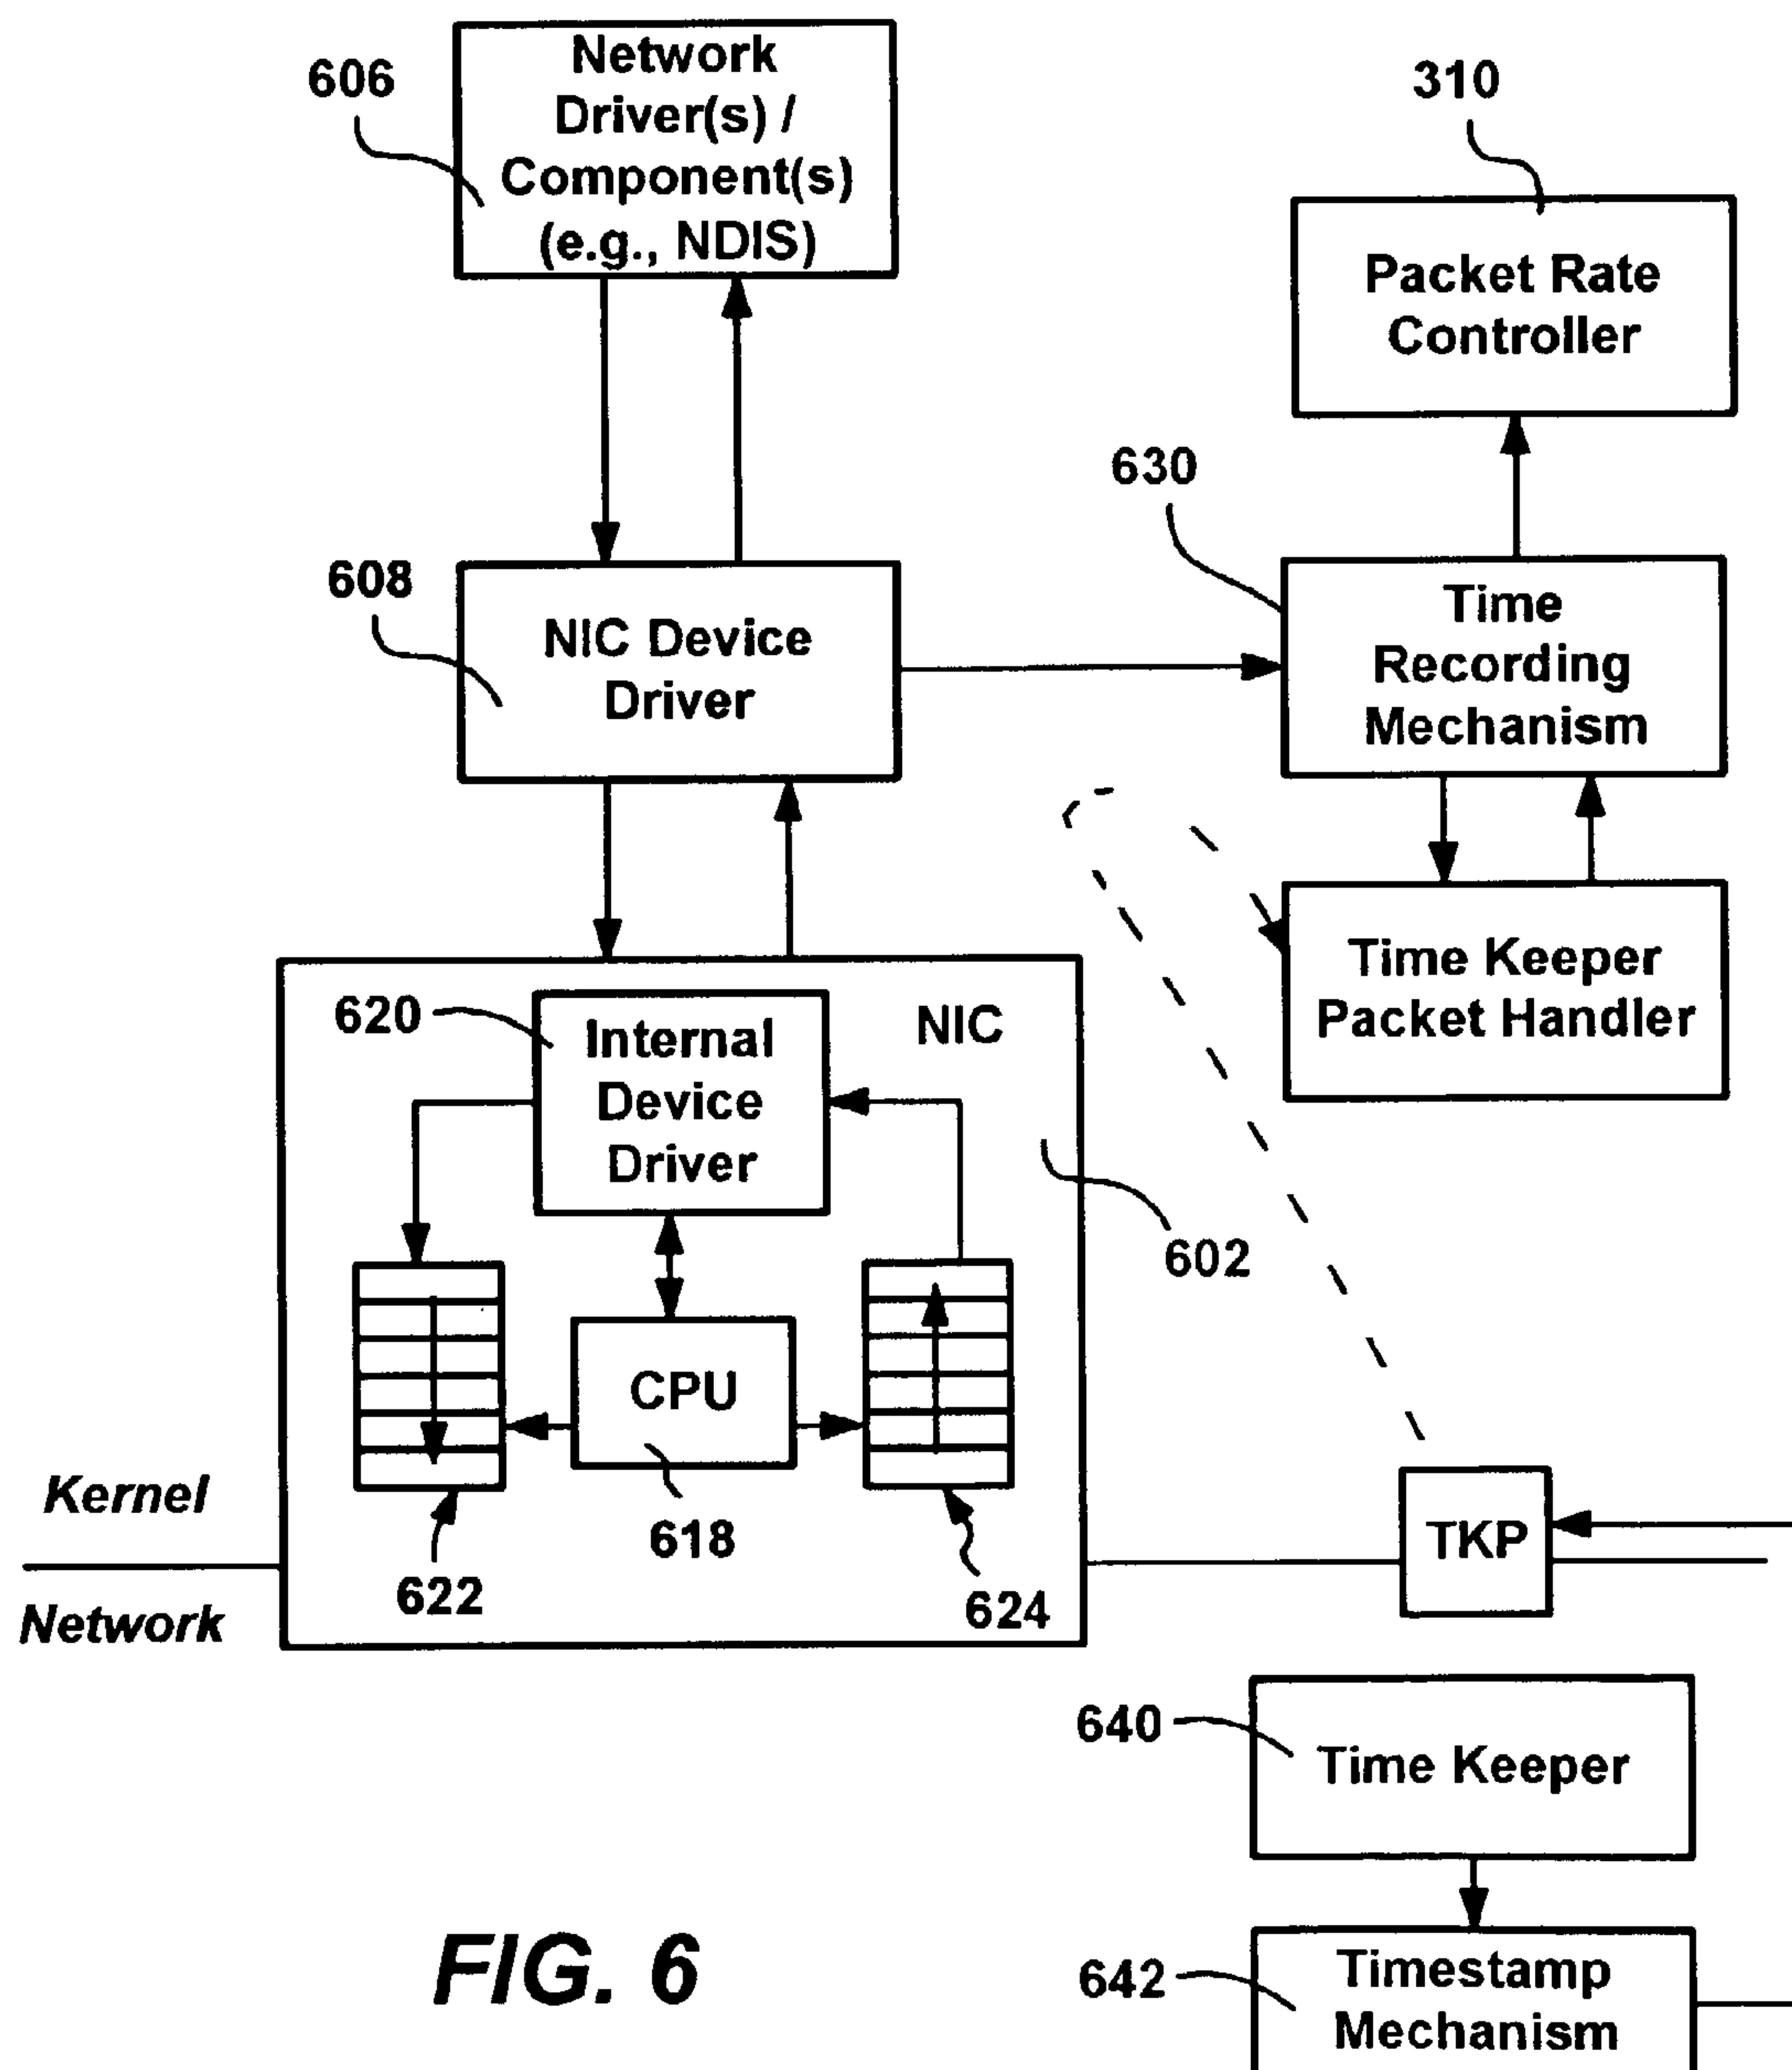 606
Network
Driver(s) /
Component(s)
(e.g., NDIS)
310
Packet Rate
Controller
630
608
NIC Device
Driver
Time
Recording
Mechanism
Time Keeper
Packet Handler
620
Internal
Device
Driver
NIC
602
CPU
618
622
624
Kernel
Network
TKP
640
Time Keeper
642
Timestamp
Mechanism
FIG. 6